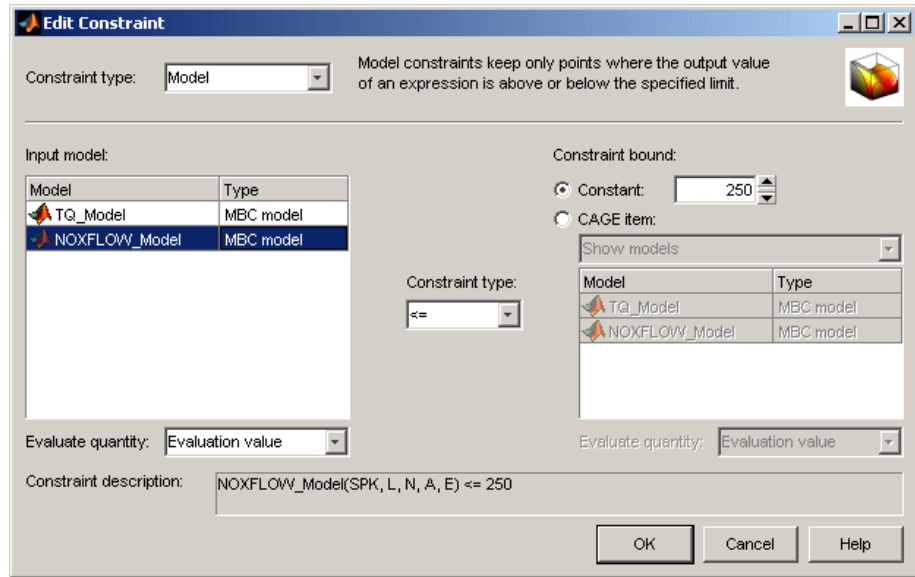 Edit Constraint
Constraint type: Model
Model constraints keep only points where the output value
of an expression is above or below the specified limit.
Input model:
Model Type
TQ_Model MBC model
NOXFLOW_Model MBC model
Evaluate quantity: Evaluation value
Constraint type:
<=
Constraint bound:
Constant: 250
CAGE item:
Show models
Model Type
TQ_Model MBC model
NOXFLOW_Model MBC model
Evaluate quantity: Evaluation value
Constraint description: NOXFLOW_Model(SPK, L, N, A, E) <= 250
OK Cancel Help